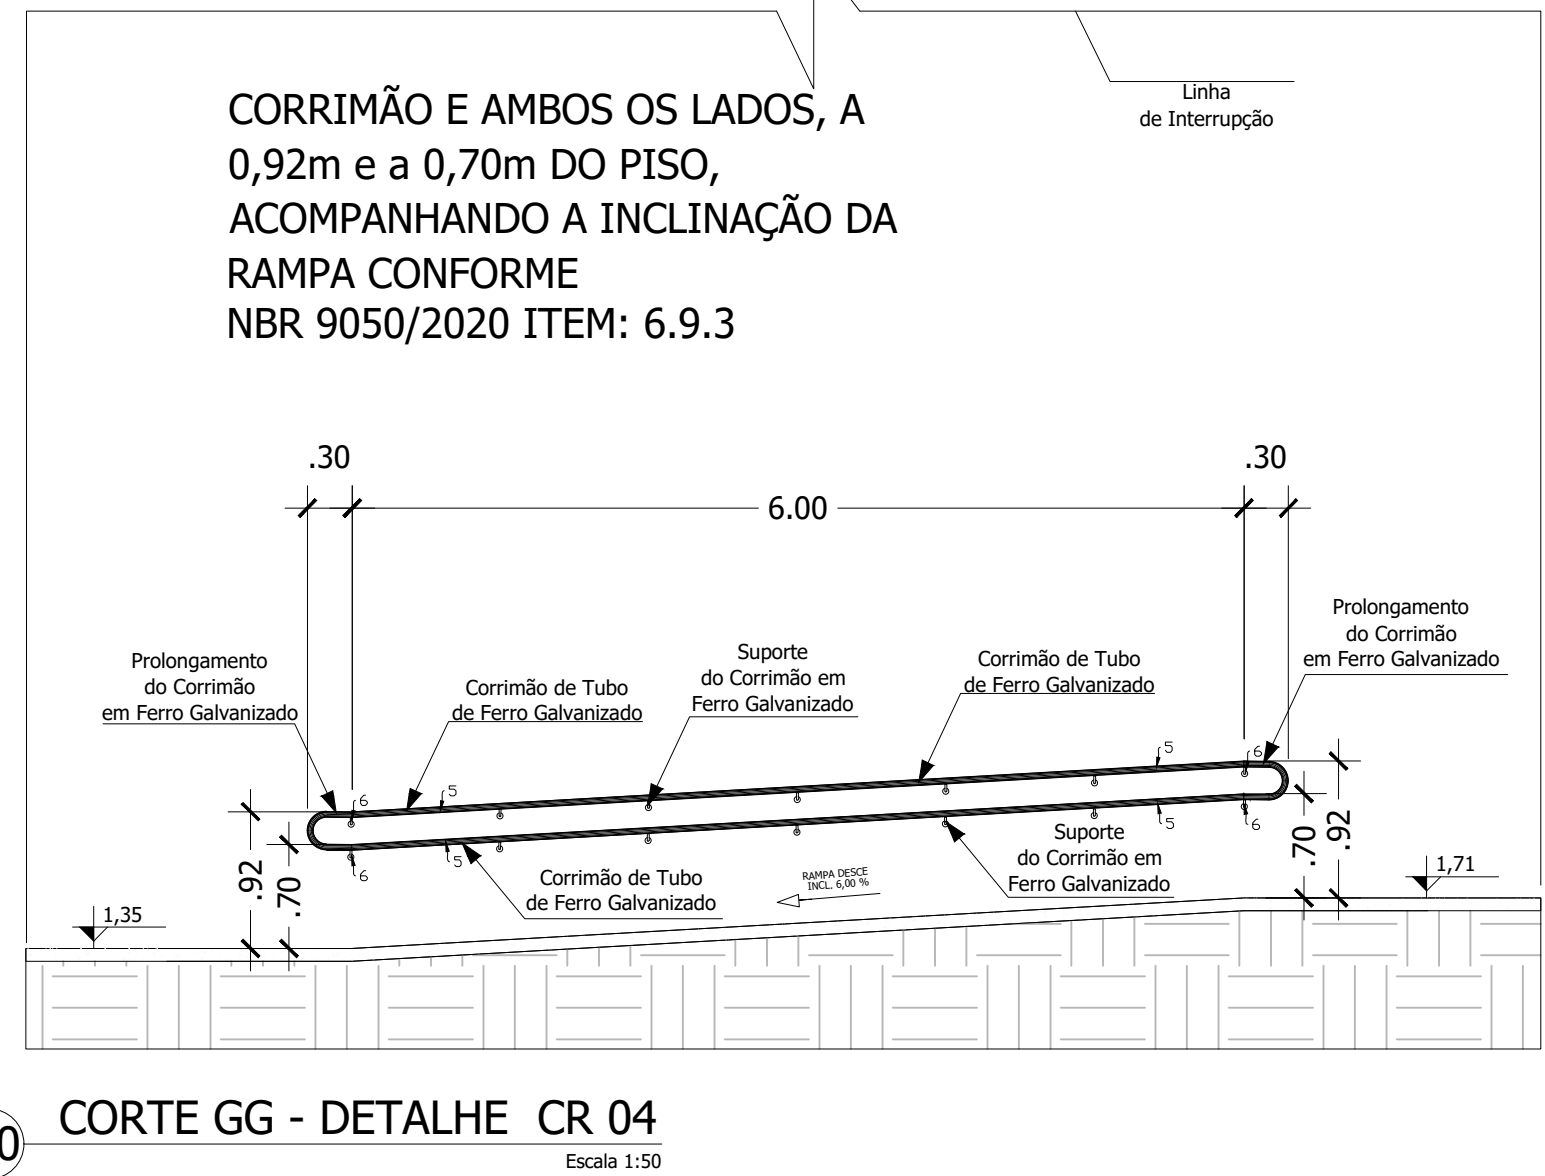 Linha
de Interrupção
CORRIMÃO E AMBOS OS LADOS, A
0,92m e a 0,70m DO PISO,
ACOMPANHANDO A INCLINAÇÃO DA
RAMPA CONFORME
NBR 9050/2020 ITEM: 6.9.3
.30
6.00
.30
Prolongamento
do Corrimão
em Ferro Galvanizado
Corrimão de Tubo
de Ferro Galvanizado
Suporte
do Corrimão em
Ferro Galvanizado
Corrimão de Tubo
de Ferro Galvanizado
Prolongamento
do Corrimão
em Ferro Galvanizado
6
5
5
6
6
5
5
6
.92
.70
Corrimão de Tubo
de Ferro Galvanizado
RAMPA DESCE
INCL. 6,00 %
Suporte
do Corrimão em
Ferro Galvanizado
.70
.92
1,35
1,71
0
CORTE GG - DETALHE CR 04
Escala 1:50